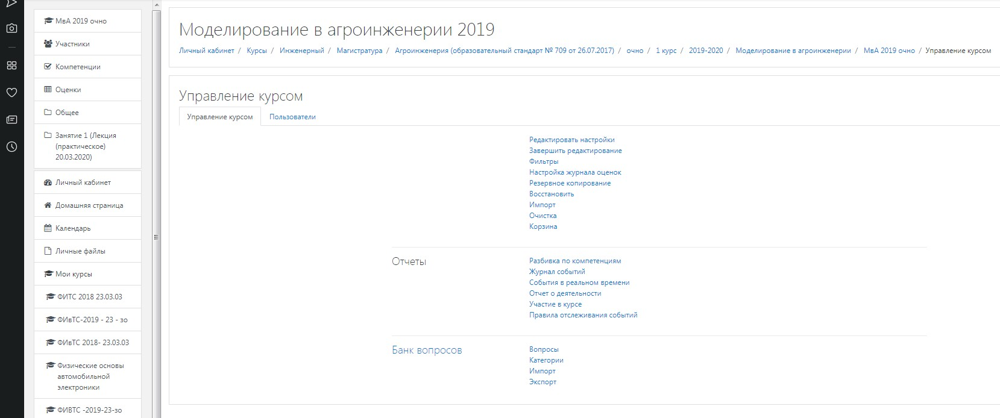 МвА 2019 очно
Участники
Компетенции
Оценки
Общее
Занятие 1 (Лекция
(практическое)
20.03.2020)
Личный кабинет
Домашняя страница
Календарь
Личные файлы
Мои курсы
ФИТС 2018 23.03.03
ФИвТС-2019 - 23 - зо
ФИвТС 2018- 23.03.03
Физические основы
автомобильной
электроники
ФИВТС -2019-23-зо
Моделирование в агроинженерии 2019
Личный кабинет / Курсы / Инженерный / Магистратура / Агроинженерия (образовательный стандарт № 709 от 26.07.2017) / очно / 1 курс / 2019-2020 / Моделирование в агроинженерии / МвА 2019 очно / Управление курсом
Управление курсом
Управление курсом Пользователи
Редактировать настройки
Завершить редактирование
Фильтры
Настройка журнала оценок
Резервное копирование
Восстановить
Импорт
Очистка
Корзина
Отчеты
Разбивка по компетенциям
Журнал событий
События в реальном времени
Отчет о деятельности
Участие в курсе
Правила отслеживания событий
Банк вопросов
Вопросы
Категории
Импорт
Экспорт